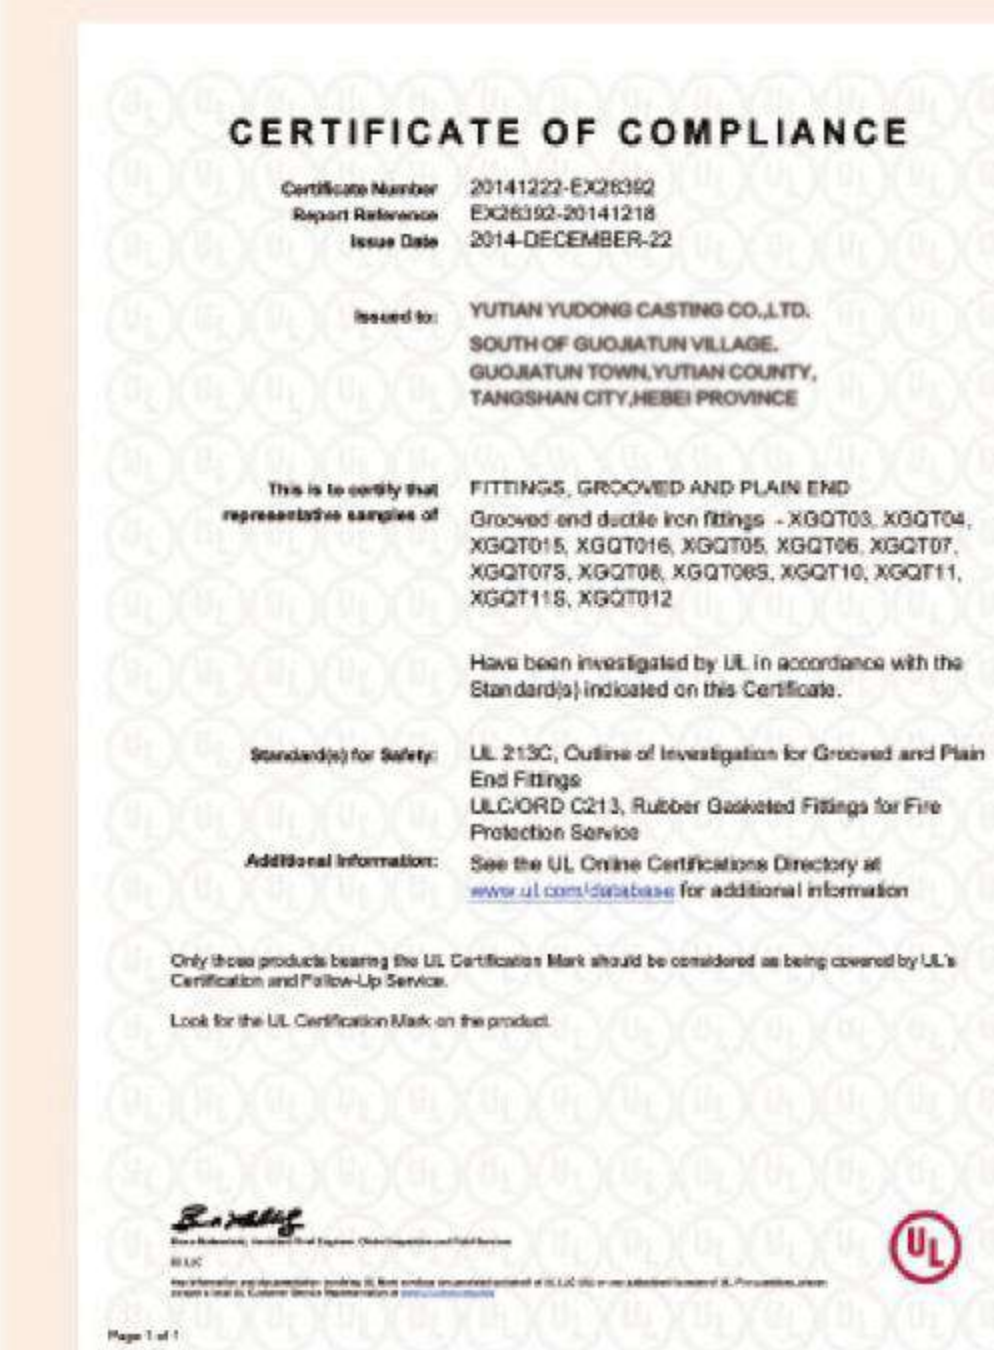 CERTIFICATE OF COMPLIANCE
Certificate Number 20141222-EX26392
Report Reference EX26392-20141218
Issue Date 2014-DECEMBER-22
Issued to: YUTIAN YUDONG CASTING CO.,LTD.
SOUTH OF GUOJIATUN VILLAGE.
GUOJIATUN TOWN,YUTIAN COUNTY,
TANGSHAN CITY,HEBEI PROVINCE
This is to certify that FITTINGS, GROOVED AND PLAIN END
representative samples of Grooved end ductile iron fittings - XGQT03, XGQT04,
XGQT015, XGQT016, XGQT05, XGQT06, XGQT07,
XGQT07S, XGQT08, XGQT08S, XGQT10, XGQT11,
XGQT11S, XGQT012
Have been investigated by UL in accordance with the
Standard(s) indicated on this Certificate.
Standard(s) for Safety: UL 213C, Outline of Investigation for Grooved and Plain
End Fittings
ULC/ORD C213, Rubber Gasketed Fittings for Fire
Protection Service
Additional Information: See the UL Online Certifications Directory at
www.ul.com/database for additional information
Only those products bearing the UL Certification Mark should be considered as being covered by UL's
Certification and Follow-Up Service.
Look for the UL Certification Mark on the product.
UL LLC
UL
Page 1 of 1